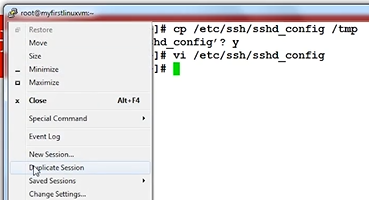 root@myfirstlinuxvm:~
Restore
Move
Size
Minimize
Maximize
Close Alt+F4
Special Command
Event Log
New Session...
Duplicate Session
Saved Sessions
Change Settings...
]# cp /etc/ssh/sshd_config /tmp
hd_config’? y
]# vi /etc/ssh/sshd_config
]#